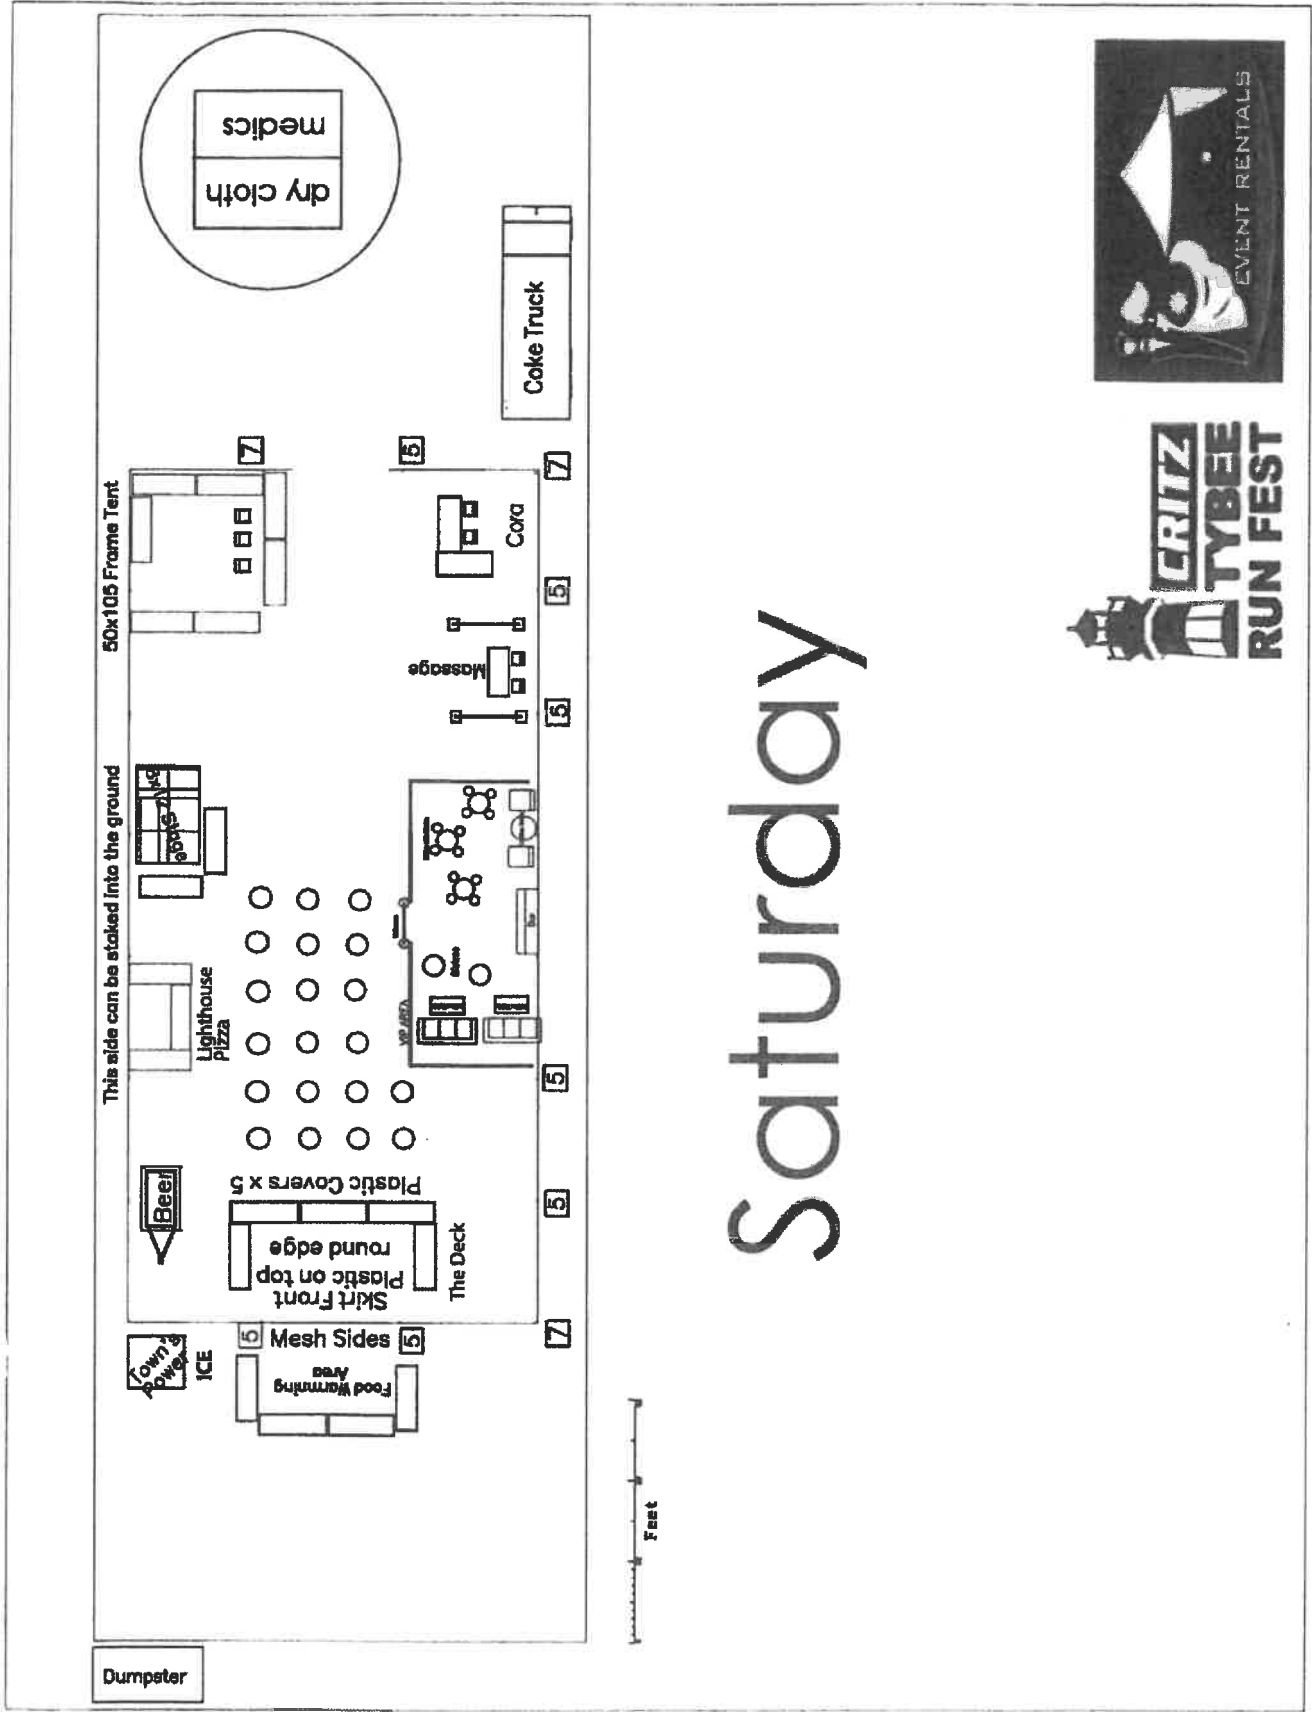 Dumpster
This side can be staked into the ground
50x105 Frame Tent
Town's
Power
ICE
Beer
Lighthouse
Pizza
Stage
7
medics
dry cloth
5
Mesh Sides
5
Food Warming
Area
Skirt Front
Plastic on top
round edge
Plastic Covers x 5
The Deck
VIP AREA
Massage
Cora
5
Coke Truck
7
5
5
5
5
7
Feet
Saturday
CRITZ
TYBEE
RUN FEST
EVENT RENTALS